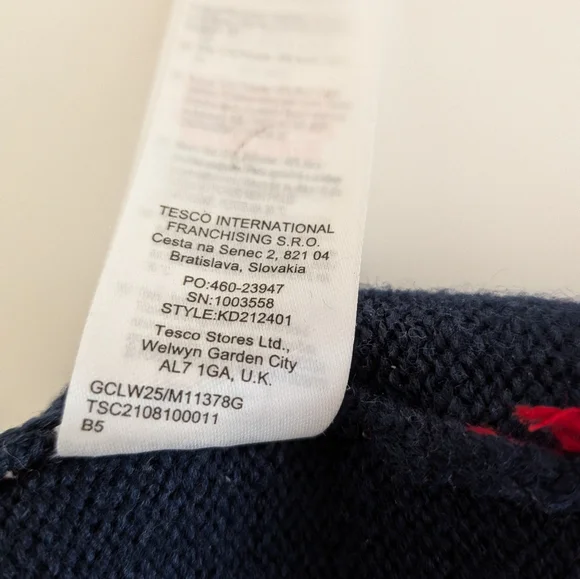 TESCO INTERNATIONAL
FRANCHISING S.R.O.
Cesta na Senec 2, 821 04
Bratislava, Slovakia
PO:460-23947
SN:1003558
STYLE:KD212401
Tesco Stores Ltd.,
Welwyn Garden City
AL7 1GA, U.K.
GCLW25/M11378G
TSC2108100011
B5